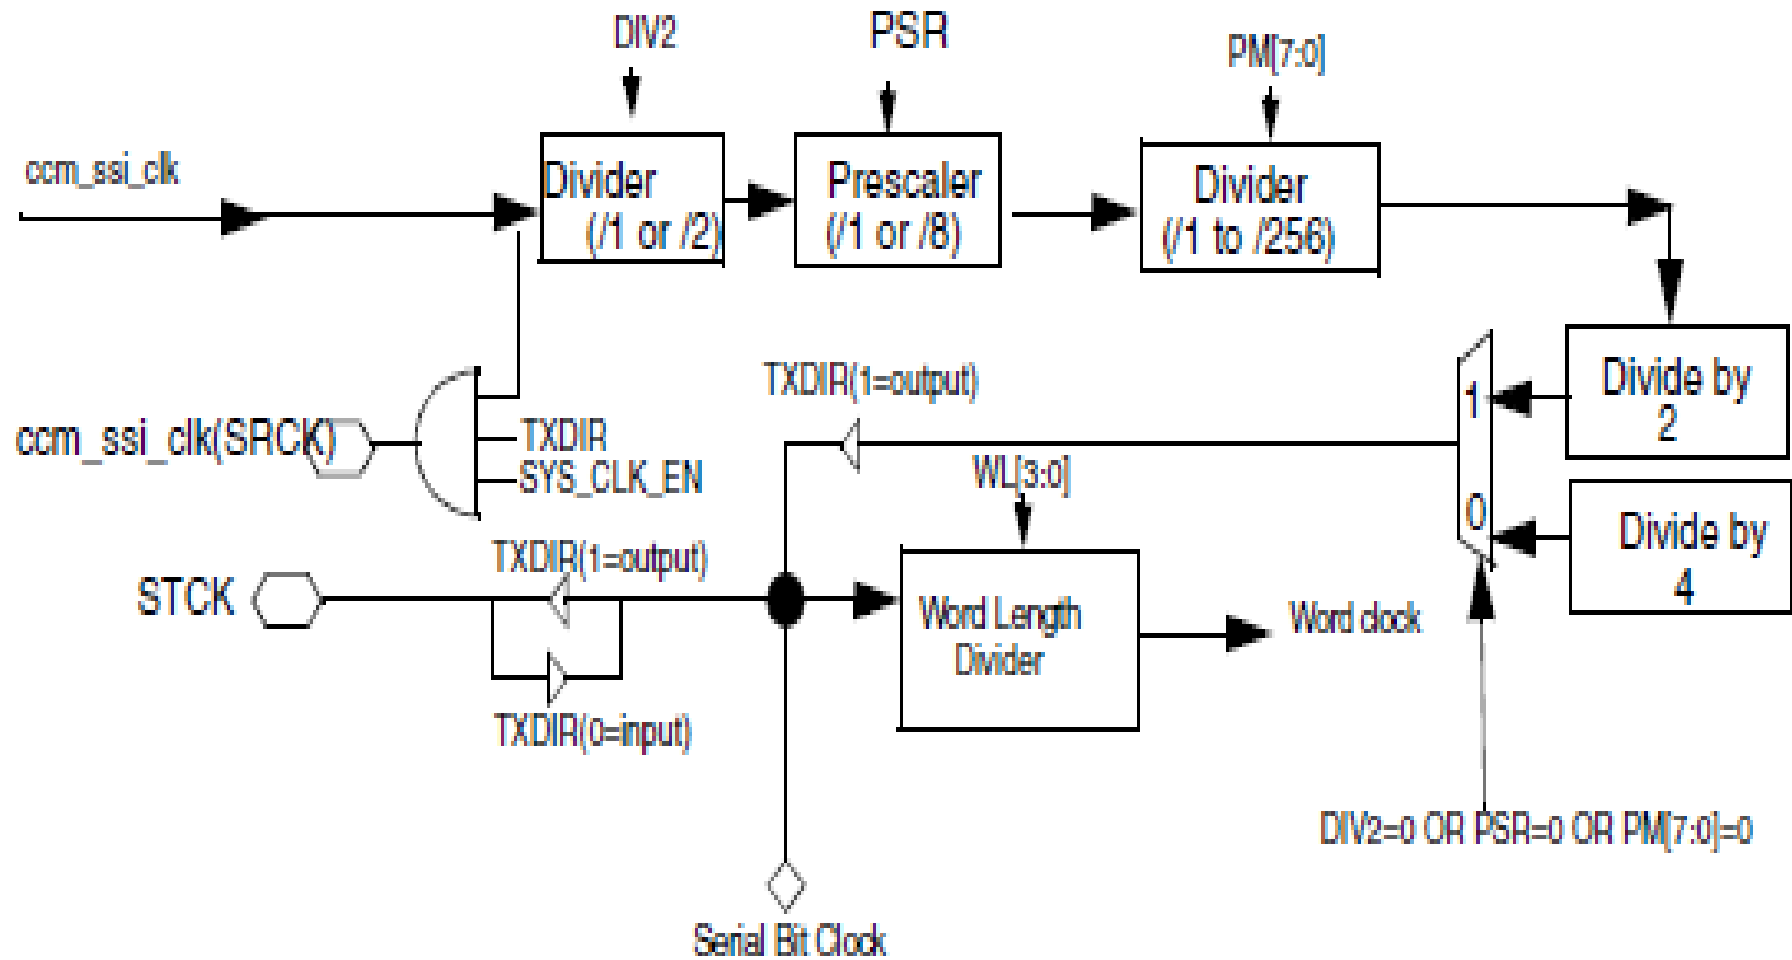 DIV2
PSR
PM[7:0]
ccm_ssi_clk
Divider
(/1 or /2)
Prescaler
(/1 or /8)
Divider
(/1 to /256)
TXDIR(1=output)
1
Divide by
2
ccm_ssi_clk(SRCK)
TXDIR
SYS_CLK_EN
WL[3:0]
0
Divide by
4
TXDIR(1=output)
STCK
Word Length
Divider
Word clock
TXDIR(0=input)
DIV2=0 OR PSR=0 OR PM[7:0]=0
Serial Bit Clock